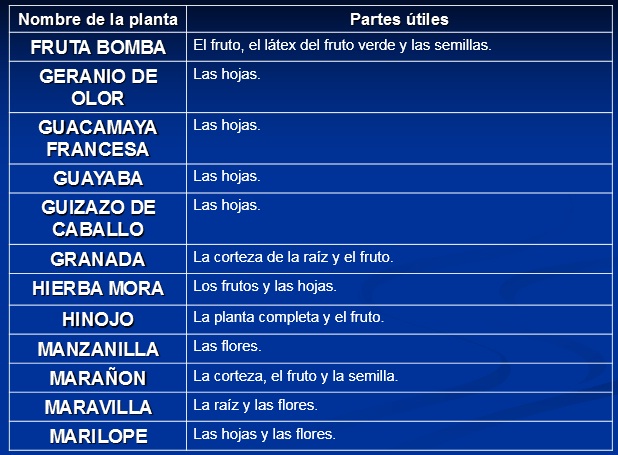 Nombre de la planta Partes útiles
FRUTA BOMBA El fruto, el látex del fruto verde y las semillas.
GERANIO DE Las hojas.
OLOR
GUACAMAYA Las hojas.
FRANCESA
GUAYABA Las hojas.
GUIZAZO DE Las hojas.
CABALLO
GRANADA La corteza de la raíz y el fruto.
HIERBA MORA Los frutos y las hojas.
HINOJO La planta completa y el fruto.
MANZANILLA Las flores.
MARAÑON La corteza, el fruto y la semilla.
MARAVILLA La raíz y las flores.
MARILOPE Las hojas y las flores.